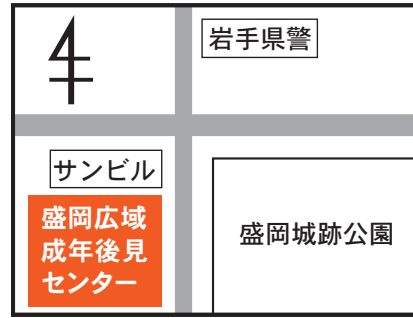 岩手県警
サンビル
盛岡広域
成年後見
センター
盛岡城跡公園